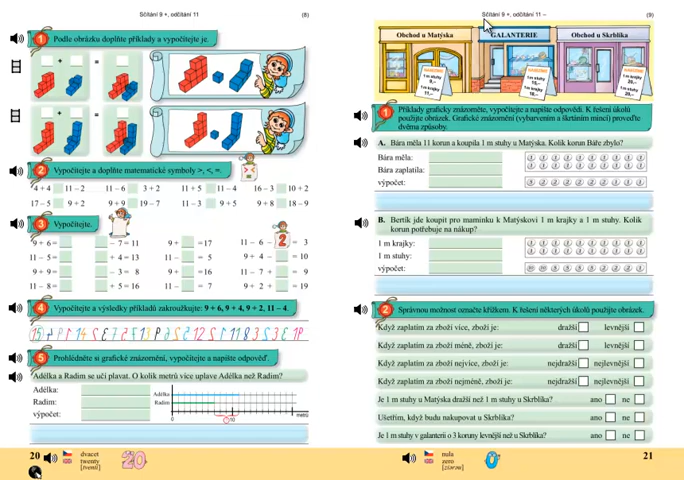 Sčítání 9 +, odčítání 11
(8)
1 Podle obrázku doplňte příklady a vypočítejte je.
+ =
+ =
2 Vypočítejte a doplňte matematické symboly >, <, =.
4 + 4 11 – 2 11 – 6 3 + 2 11 + 5 11 – 4 16 – 3 10 + 2
17 – 5 9 + 2 9 + 9 19 – 7 11 – 3 9 + 5 9 + 8 18 – 9
3 Vypočítejte.
9 + 6 = – 7 = 11 9 + = 17 11 – 6 – = 3
11 – 5 = + 4 = 13 11 – = 5 9 + 4 – = 10
9 + 9 = – 3 = 8 9 + = 16 11 – 7 + = 9
11 – 8 = + 5 = 16 11 – = 7 9 + 2 + = 19
4 Vypočítejte a výsledky příkladů zakroužkujte: 9 + 6, 9 + 4, 9 + 2, 11 – 4.
5 Prohlédněte si grafické znázornění, vypočítejte a napište odpověď.
Adélka a Radim se učí plavat. O kolik metrů více uplave Adélka než Radim?
Adélka:
Radim:
výpočet:
Adélka
Radim
metrů
20
dvacet
twenty
[tventi]
20
Sčítání 9 +, odčítání 11 –
(9)
Obchod u Matýska
GALANTERIE
Obchod u Skrblíka
1 Příklady graficky znázorněte, vypočítejte a napište odpovědi. K řešení úkolů
použijte obrázek. Grafické znázornění (vybarvením a škrtáním mincí) proveďte
dvěma způsoby.
A. Bára měla 11 korun a koupila 1 m stuhy u Matýska. Kolik korun Báře zbylo?
Bára měla:
Bára zaplatila:
výpočet:
B. Bertík jde koupit pro maminku k Matýskovi 1 m krajky a 1 m stuhy. Kolik
korun potřebuje na nákup?
1 m krajky:
1 m stuhy:
výpočet:
2 Správnou možnost označte křížkem. K řešení některých úkolů použijte obrázek.
Když zaplatím za zboží více, zboží je: dražší levnější
Když zaplatím za zboží méně, zboží je: dražší levnější
Když zaplatím za zboží nejvíce, zboží je: nejdražší nejlevnější
Když zaplatím za zboží nejméně, zboží je: nejdražší nejlevnější
Je 1 m stuhy u Matýska dražší než 1 m stuhy u Skrblíka? ano ne
Ušetřím, když budu nakupovat u Skrblíka? ano ne
Je 1 m stuhy v galanterii o 3 koruny levnější než u Skrblíka? ano ne
nula
zero
0
21